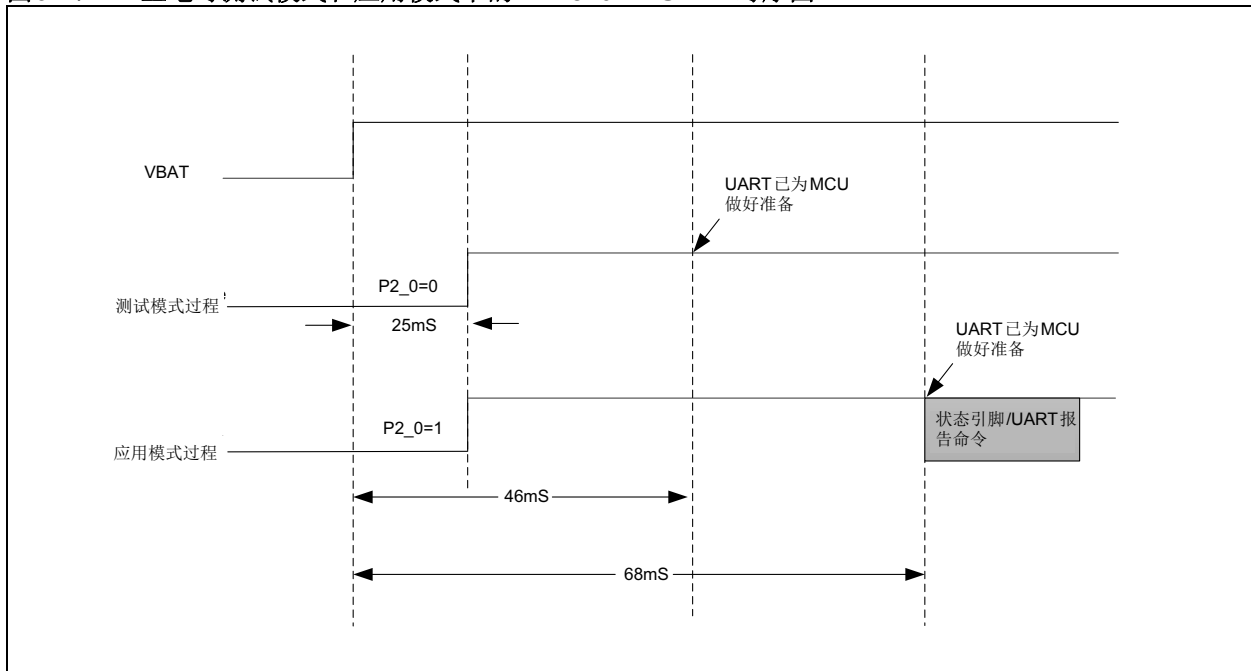 VBAT
UART已为MCU
做好准备
P2_0=0
测试模式过程
25mS
UART已为MCU
做好准备
P2_0=1
状态引脚/UART报
告命令
应用模式过程
46mS
68mS